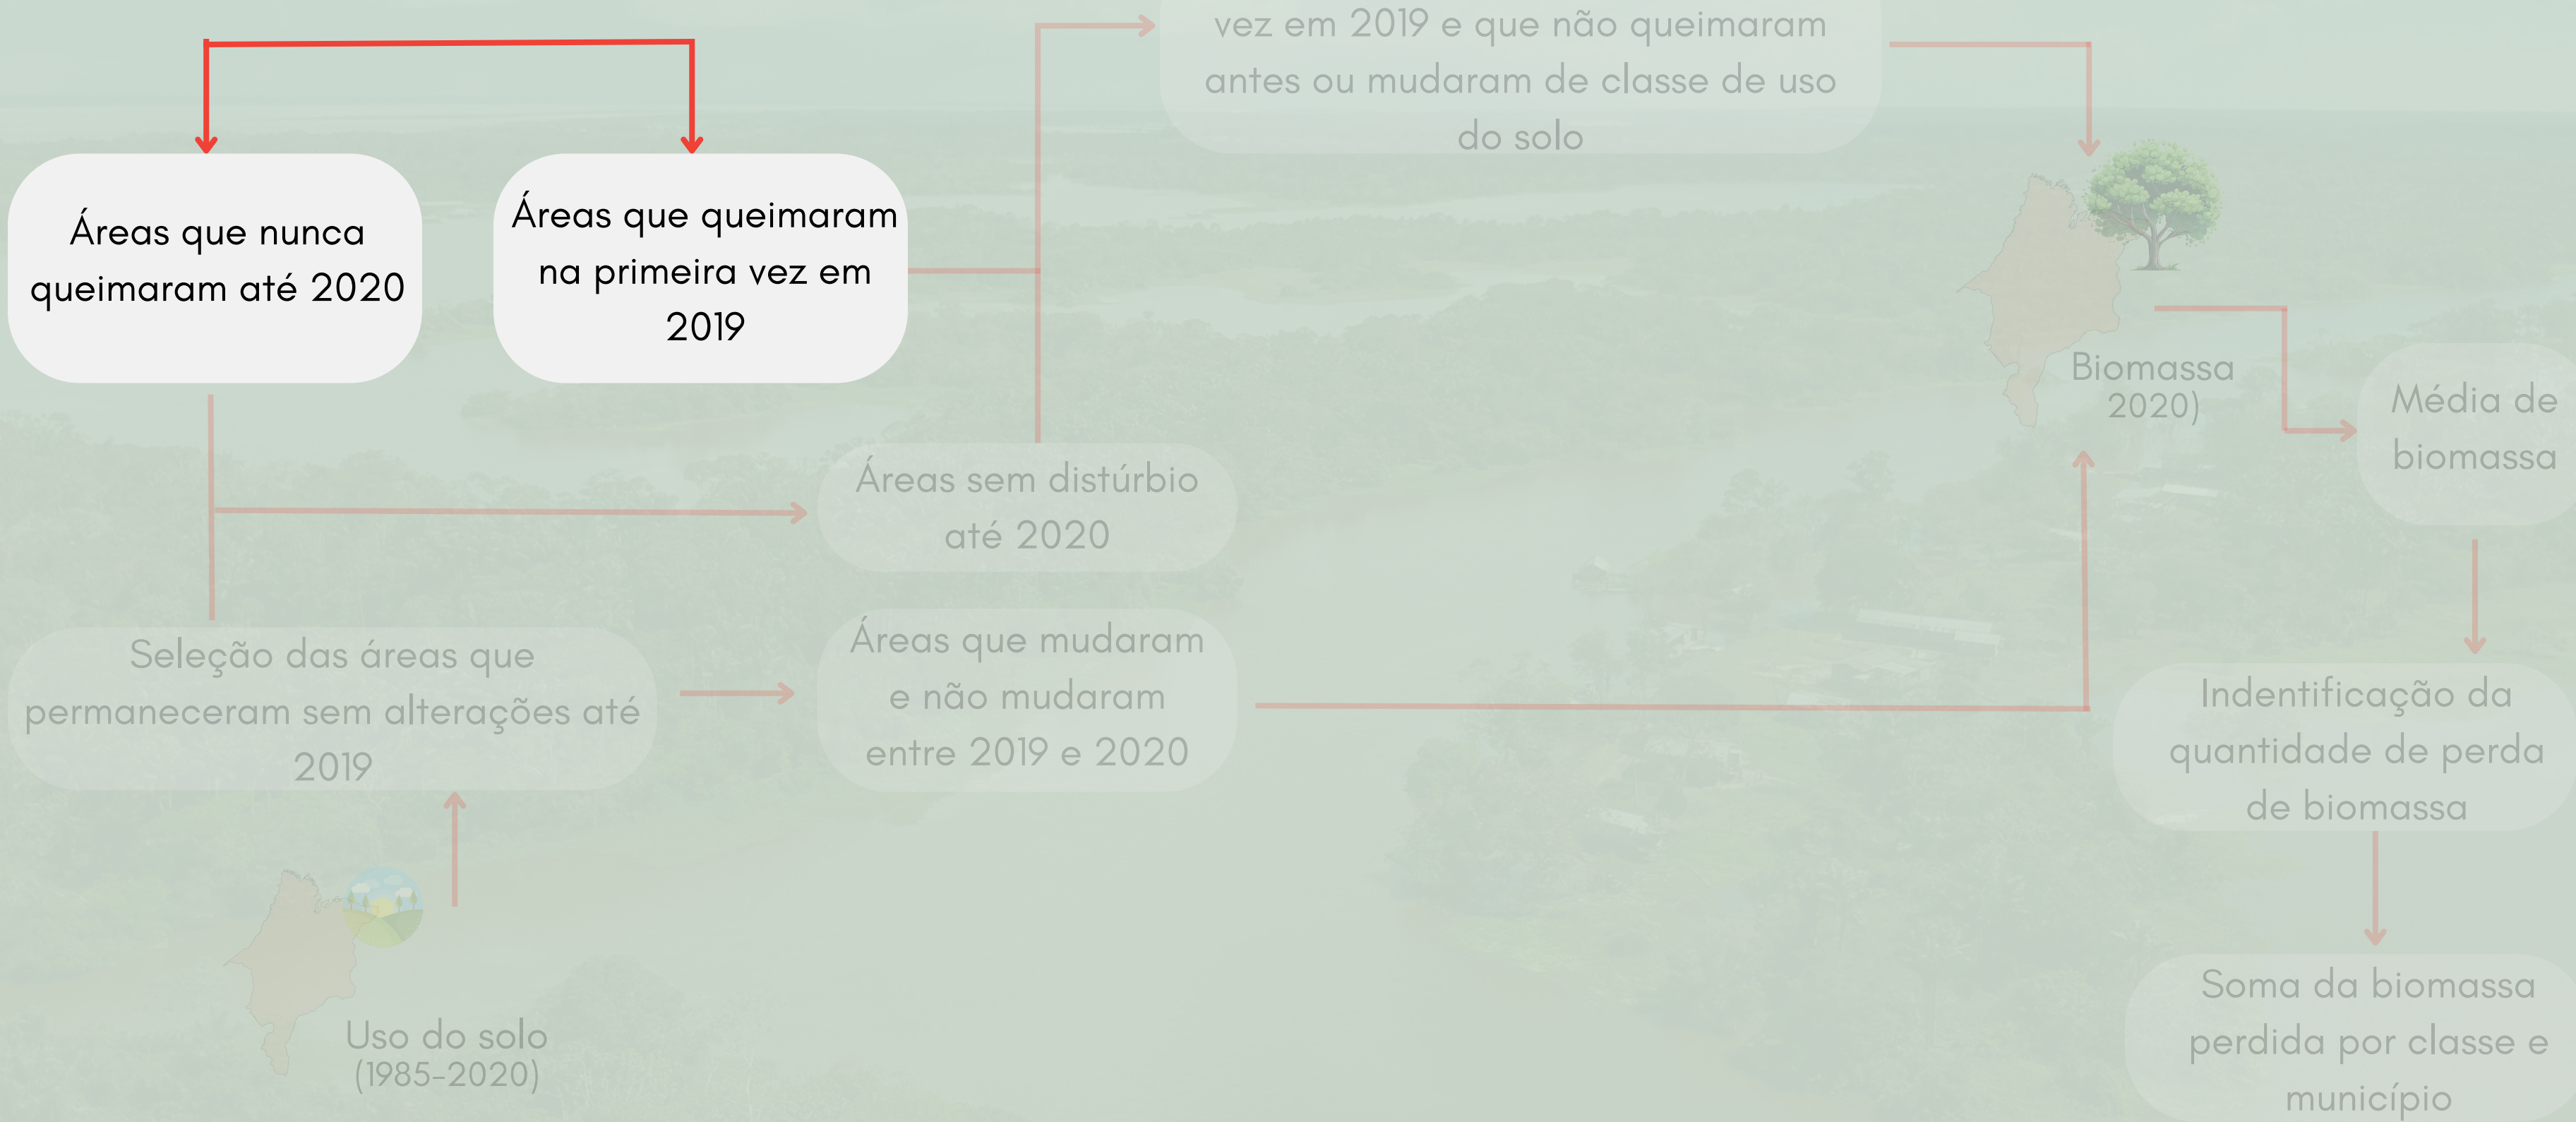 vez em 2019 e que não queimaram
antes ou mudaram de classe de uso
do solo
Áreas que nunca
queimaram até 2020
Áreas que queimaram
na primeira vez em
2019
Biomassa
2020)
Média de
biomassa
Áreas sem distúrbio
até 2020
Seleção das áreas que
permaneceram sem alterações até
2019
Áreas que mudaram
e não mudaram
entre 2019 e 2020
Indentificação da
quantidade de perda
de biomassa
Uso do solo
(1985-2020)
Soma da biomassa
perdida por classe e
município